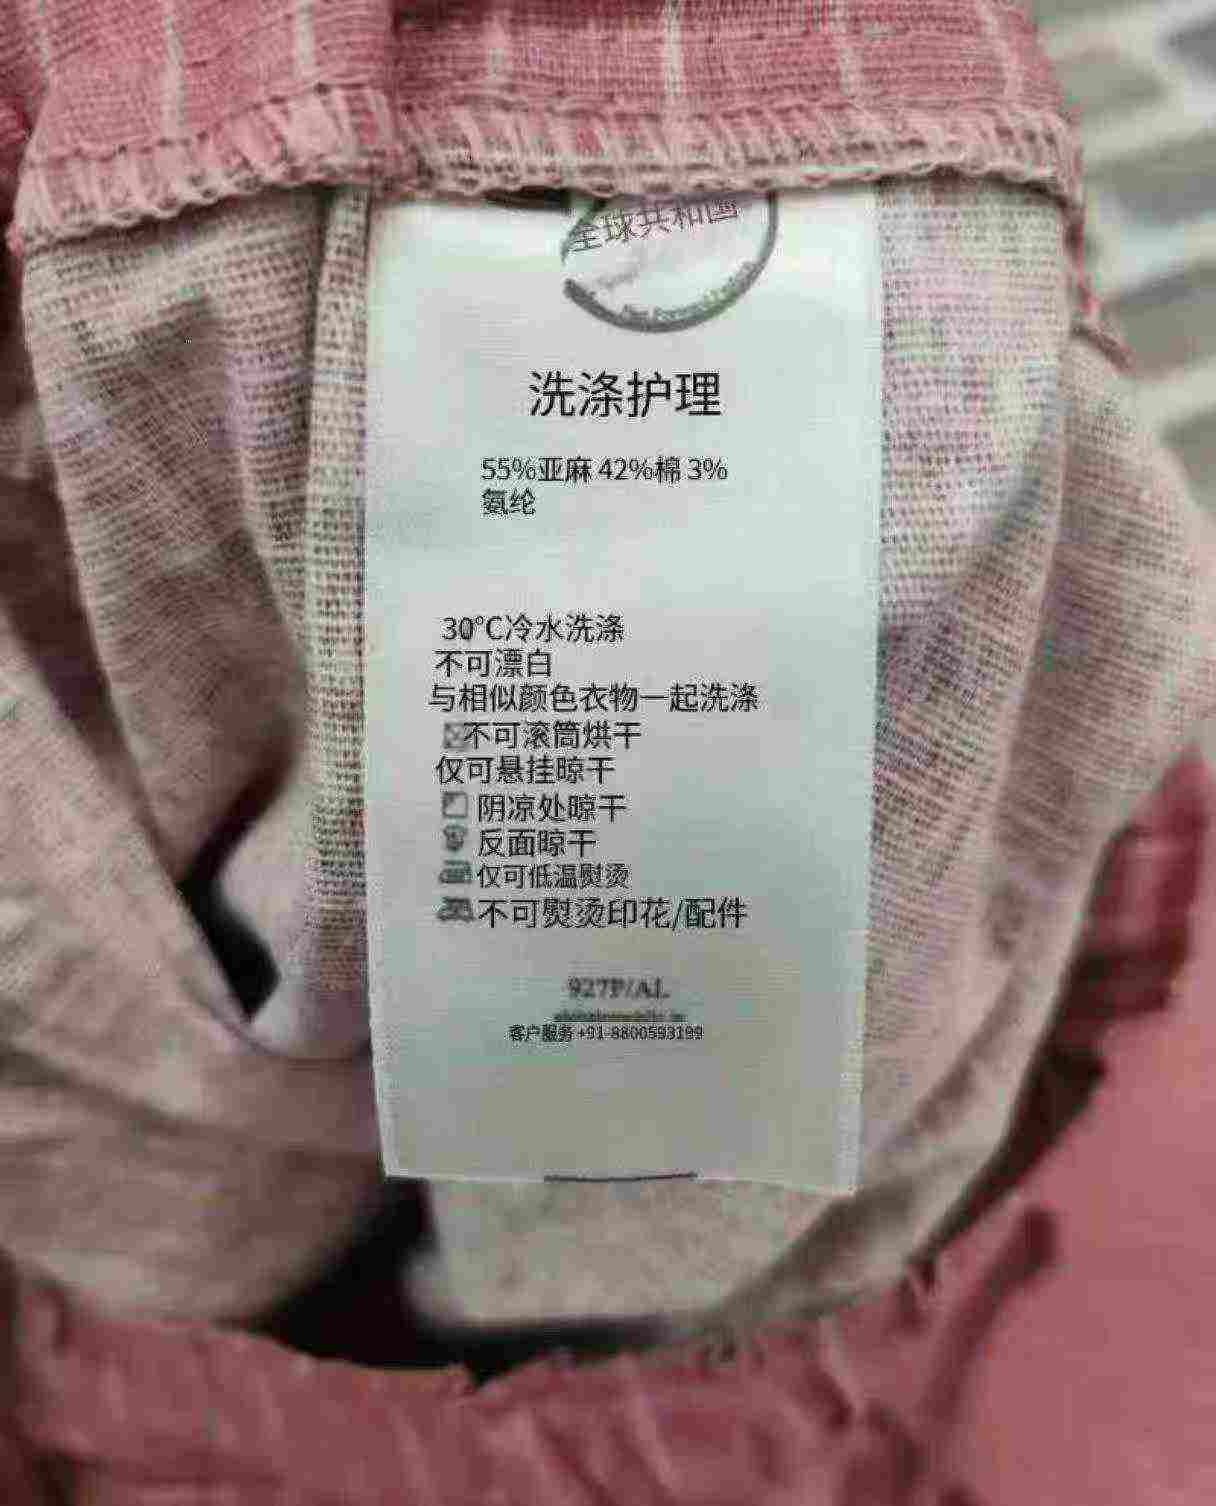 全球共和国
洗涤护理
55%亚麻 42%棉 3%
氨纶
30°C冷水洗涤
不可漂白
与相似颜色衣物一起洗涤
不可滚筒烘干
仅可悬挂晾干
阴凉处晾干
反面晾干
仅可低温熨烫
不可熨烫印花/配件
927P/AL
客户服务 +91-8800593199